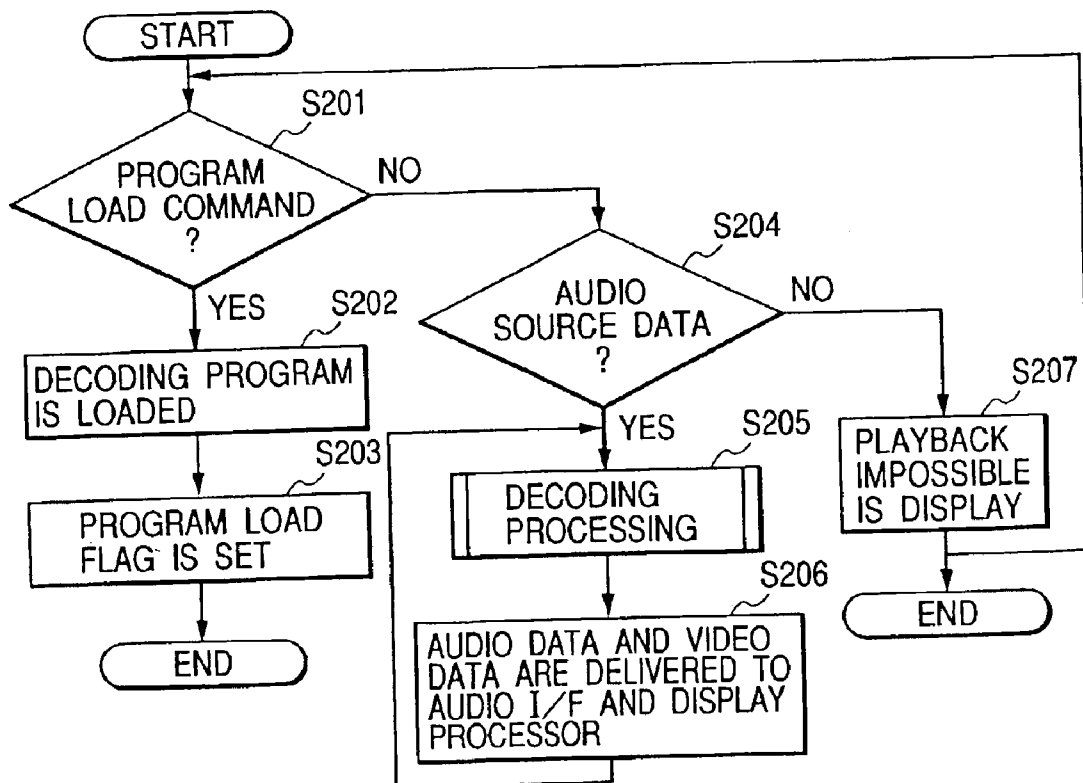 START
S201
PROGRAM
LOAD COMMAND
?
NO
YES
S202
DECODING PROGRAM
IS LOADED
S203
PROGRAM LOAD
FLAG IS SET
END
S204
AUDIO
SOURCE DATA
?
NO
YES
S205
DECODING
PROCESSING
S206
AUDIO DATA AND VIDEO
DATA ARE DELIVERED TO
AUDIO I/F AND DISPLAY
PROCESSOR
S207
PLAYBACK
IMPOSSIBLE
IS DISPLAY
END